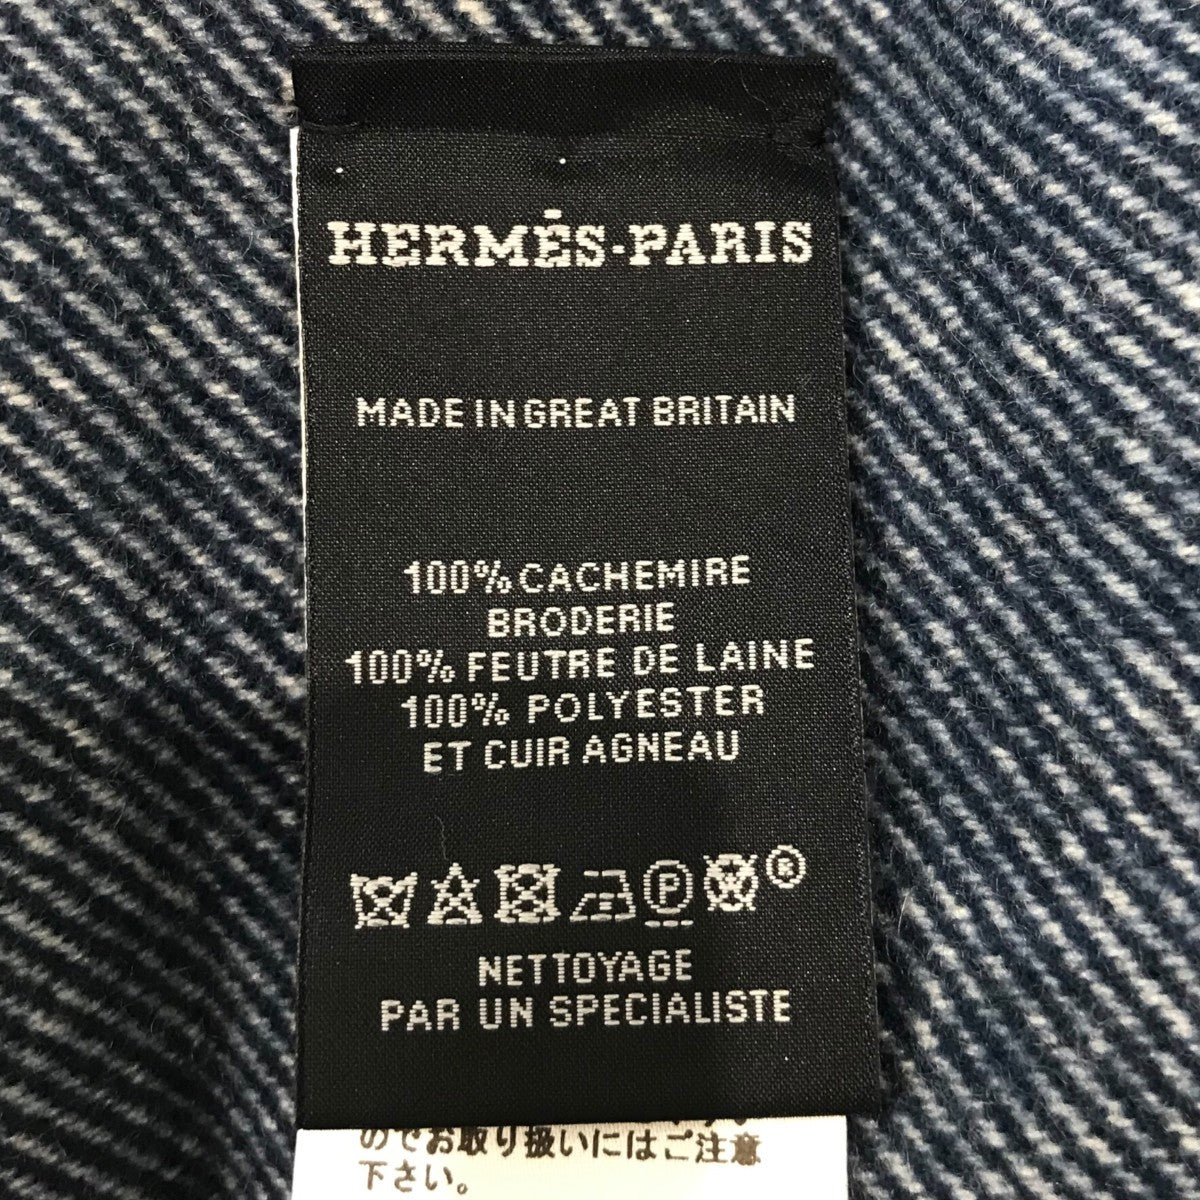 HERMÈS-PARIS
MADE IN GREAT BRITAIN
100% CACHEMIRE
BRODERIE
100% FEUTRE DE LAINE
100% POLYESTER
ET CUIR AGNEAU
P W ®
NETTOYAGE
PAR UN SPECIALISTE
のでお取り扱いにはご注意
下さい。